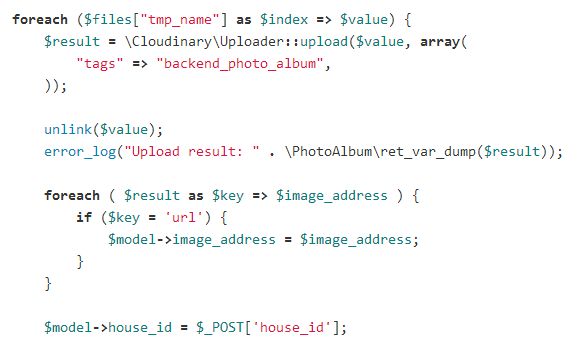 foreach ($files["tmp_name"] as $index => $value) {
    $result = \Cloudinary\Uploader::upload($value, array(
        "tags" => "backend_photo_album",
    ));

    unlink($value);
    error_log("Upload result: " . \PhotoAlbum\ret_var_dump($result));

    foreach ( $result as $key => $image_address ) {
        if ($key = 'url') {
            $model->image_address = $image_address;
        }
    }

    $model->house_id = $_POST['house_id'];